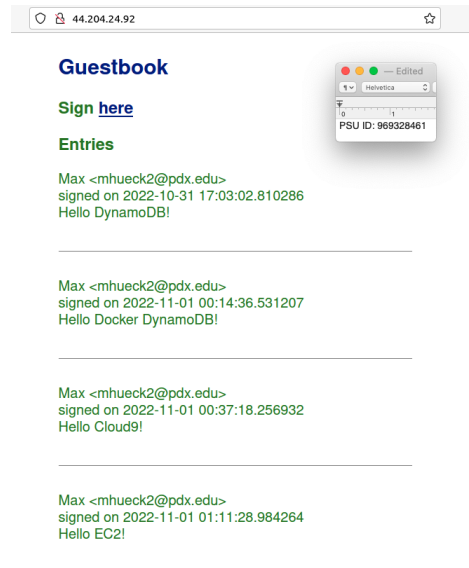 44.204.24.92
Guestbook
— Edited
¶
Helvetica
0
1
PSU ID: 969328461
Sign here
Entries
Max <mhueck2@pdx.edu>
signed on 2022-10-31 17:03:02.810286
Hello DynamoDB!
Max <mhueck2@pdx.edu>
signed on 2022-11-01 00:14:36.531207
Hello Docker DynamoDB!
Max <mhueck2@pdx.edu>
signed on 2022-11-01 00:37:18.256932
Hello Cloud9!
Max <mhueck2@pdx.edu>
signed on 2022-11-01 01:11:28.984264
Hello EC2!